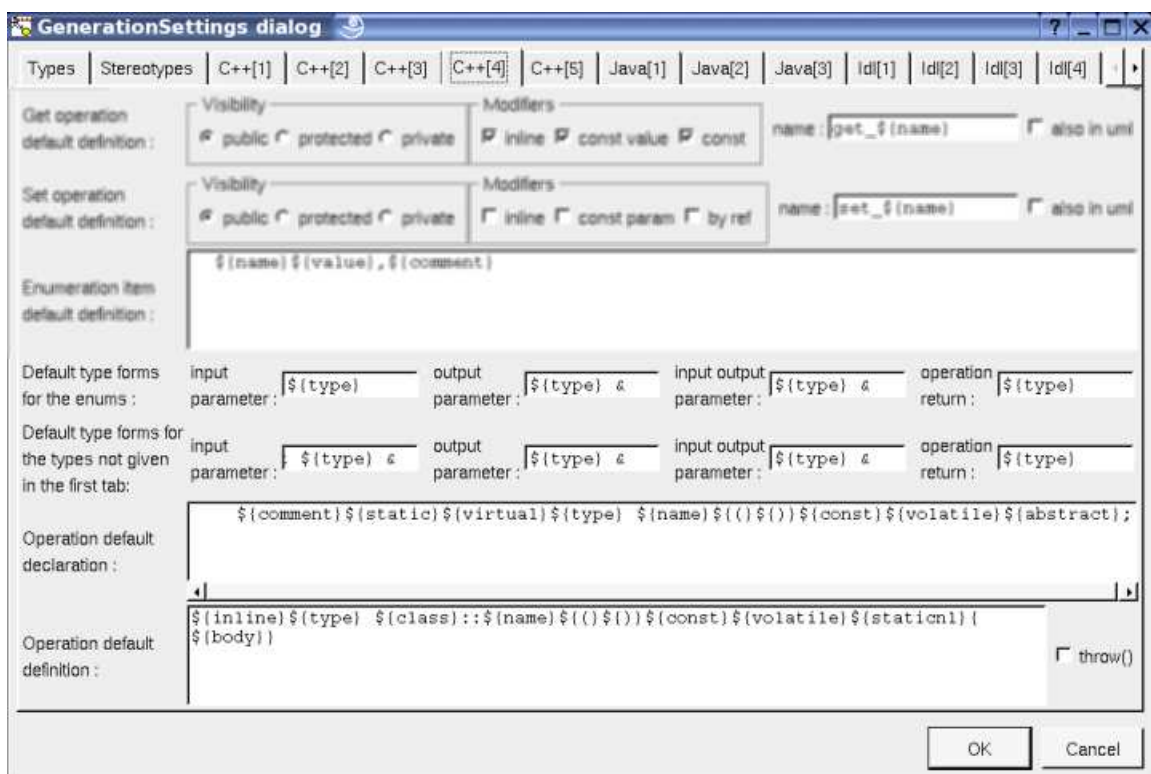 GenerationSettings dialog
Types Stereotypes C++[1] C++[2] C++[3] C++[4] C++[5] Java[1] Java[2] Java[3] Idl[1] Idl[2] Idl[3] Idl[4]
Get operation
default definition :
Visibility
public protected private
Modifiers
inline const value const
name : get_${name}
also in uml
Set operation
default definition :
Visibility
public protected private
Modifiers
inline const param by ref
name : set_${name}
also in uml
Enumeration item
default definition :
${name}${value},${comment}
Default type forms
for the enums :
input
parameter : ${type}
output
parameter : ${type} &
input output
parameter : ${type} &
operation
return : ${type}
Default type forms for
the types not given
in the first tab:
input
parameter : ${type} &
output
parameter : ${type} &
input output
parameter : ${type} &
operation
return : ${type}
Operation default
declaration :
${comment}${static}${virtual}${type} ${name}${(}${)}${const}${volatile}${abstract};
Operation default
definition :
${inline}${type} ${class}::${name}${(}${)}${const}${volatile}${staticnl}{
${body}}
throw()
OK Cancel